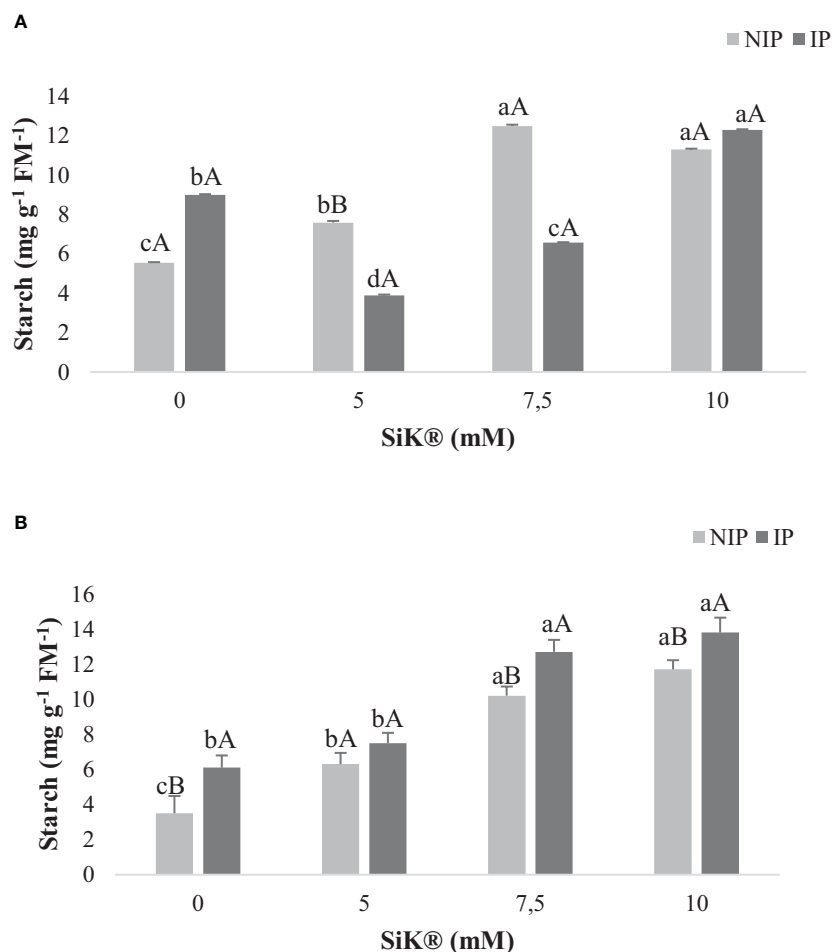 A
NIP IP
14
12
10
8
6
4
2
0
Starch (mg g⁻¹ FM⁻¹)
cA bA bB dA aA cA aA aA
0 5 7,5 10
SiK® (mM)
B
NIP IP
16
14
12
10
8
6
4
2
0
Starch (mg g⁻¹ FM⁻¹)
cB bA bA bA aB aA aB aA
0 5 7,5 10
SiK® (mM)